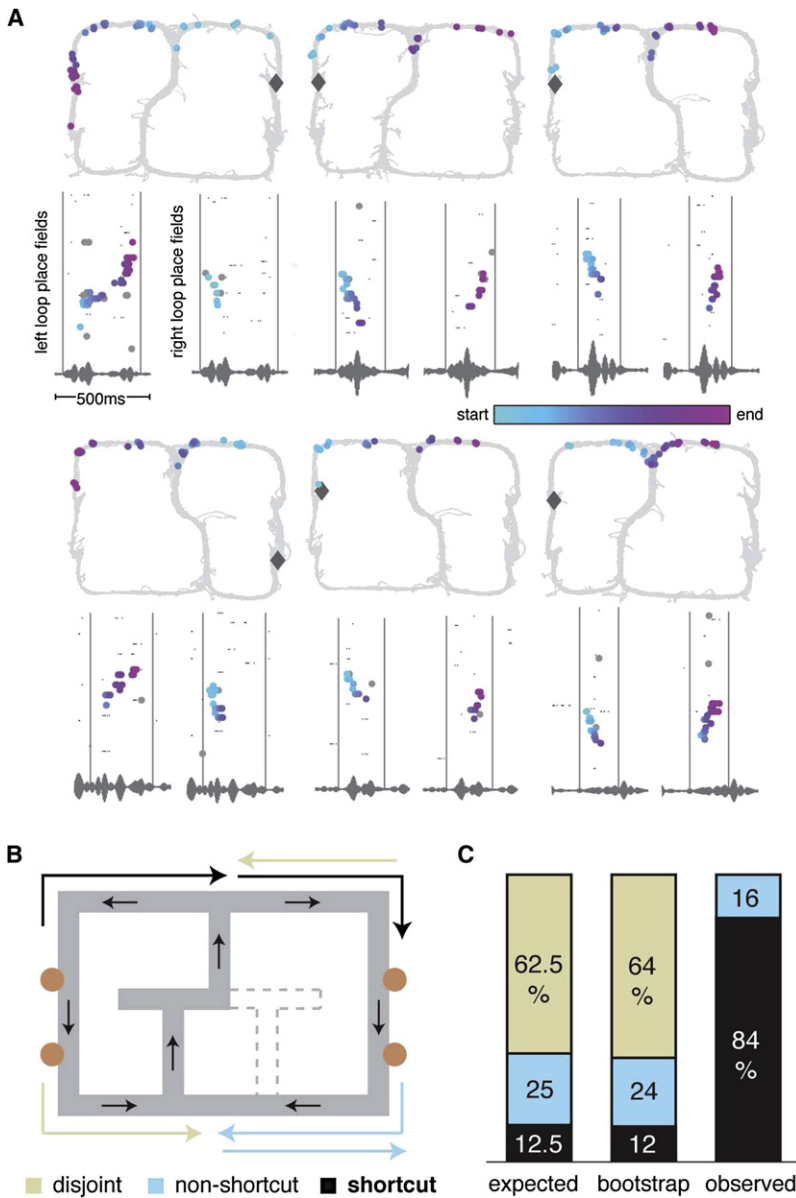 A
left loop place fields
right loop place fields
500ms
start
end
B
C
62.5
%
25
12.5
64
%
24
12
16
84
%
disjoint
non-shortcut
shortcut
expected
bootstrap
observed